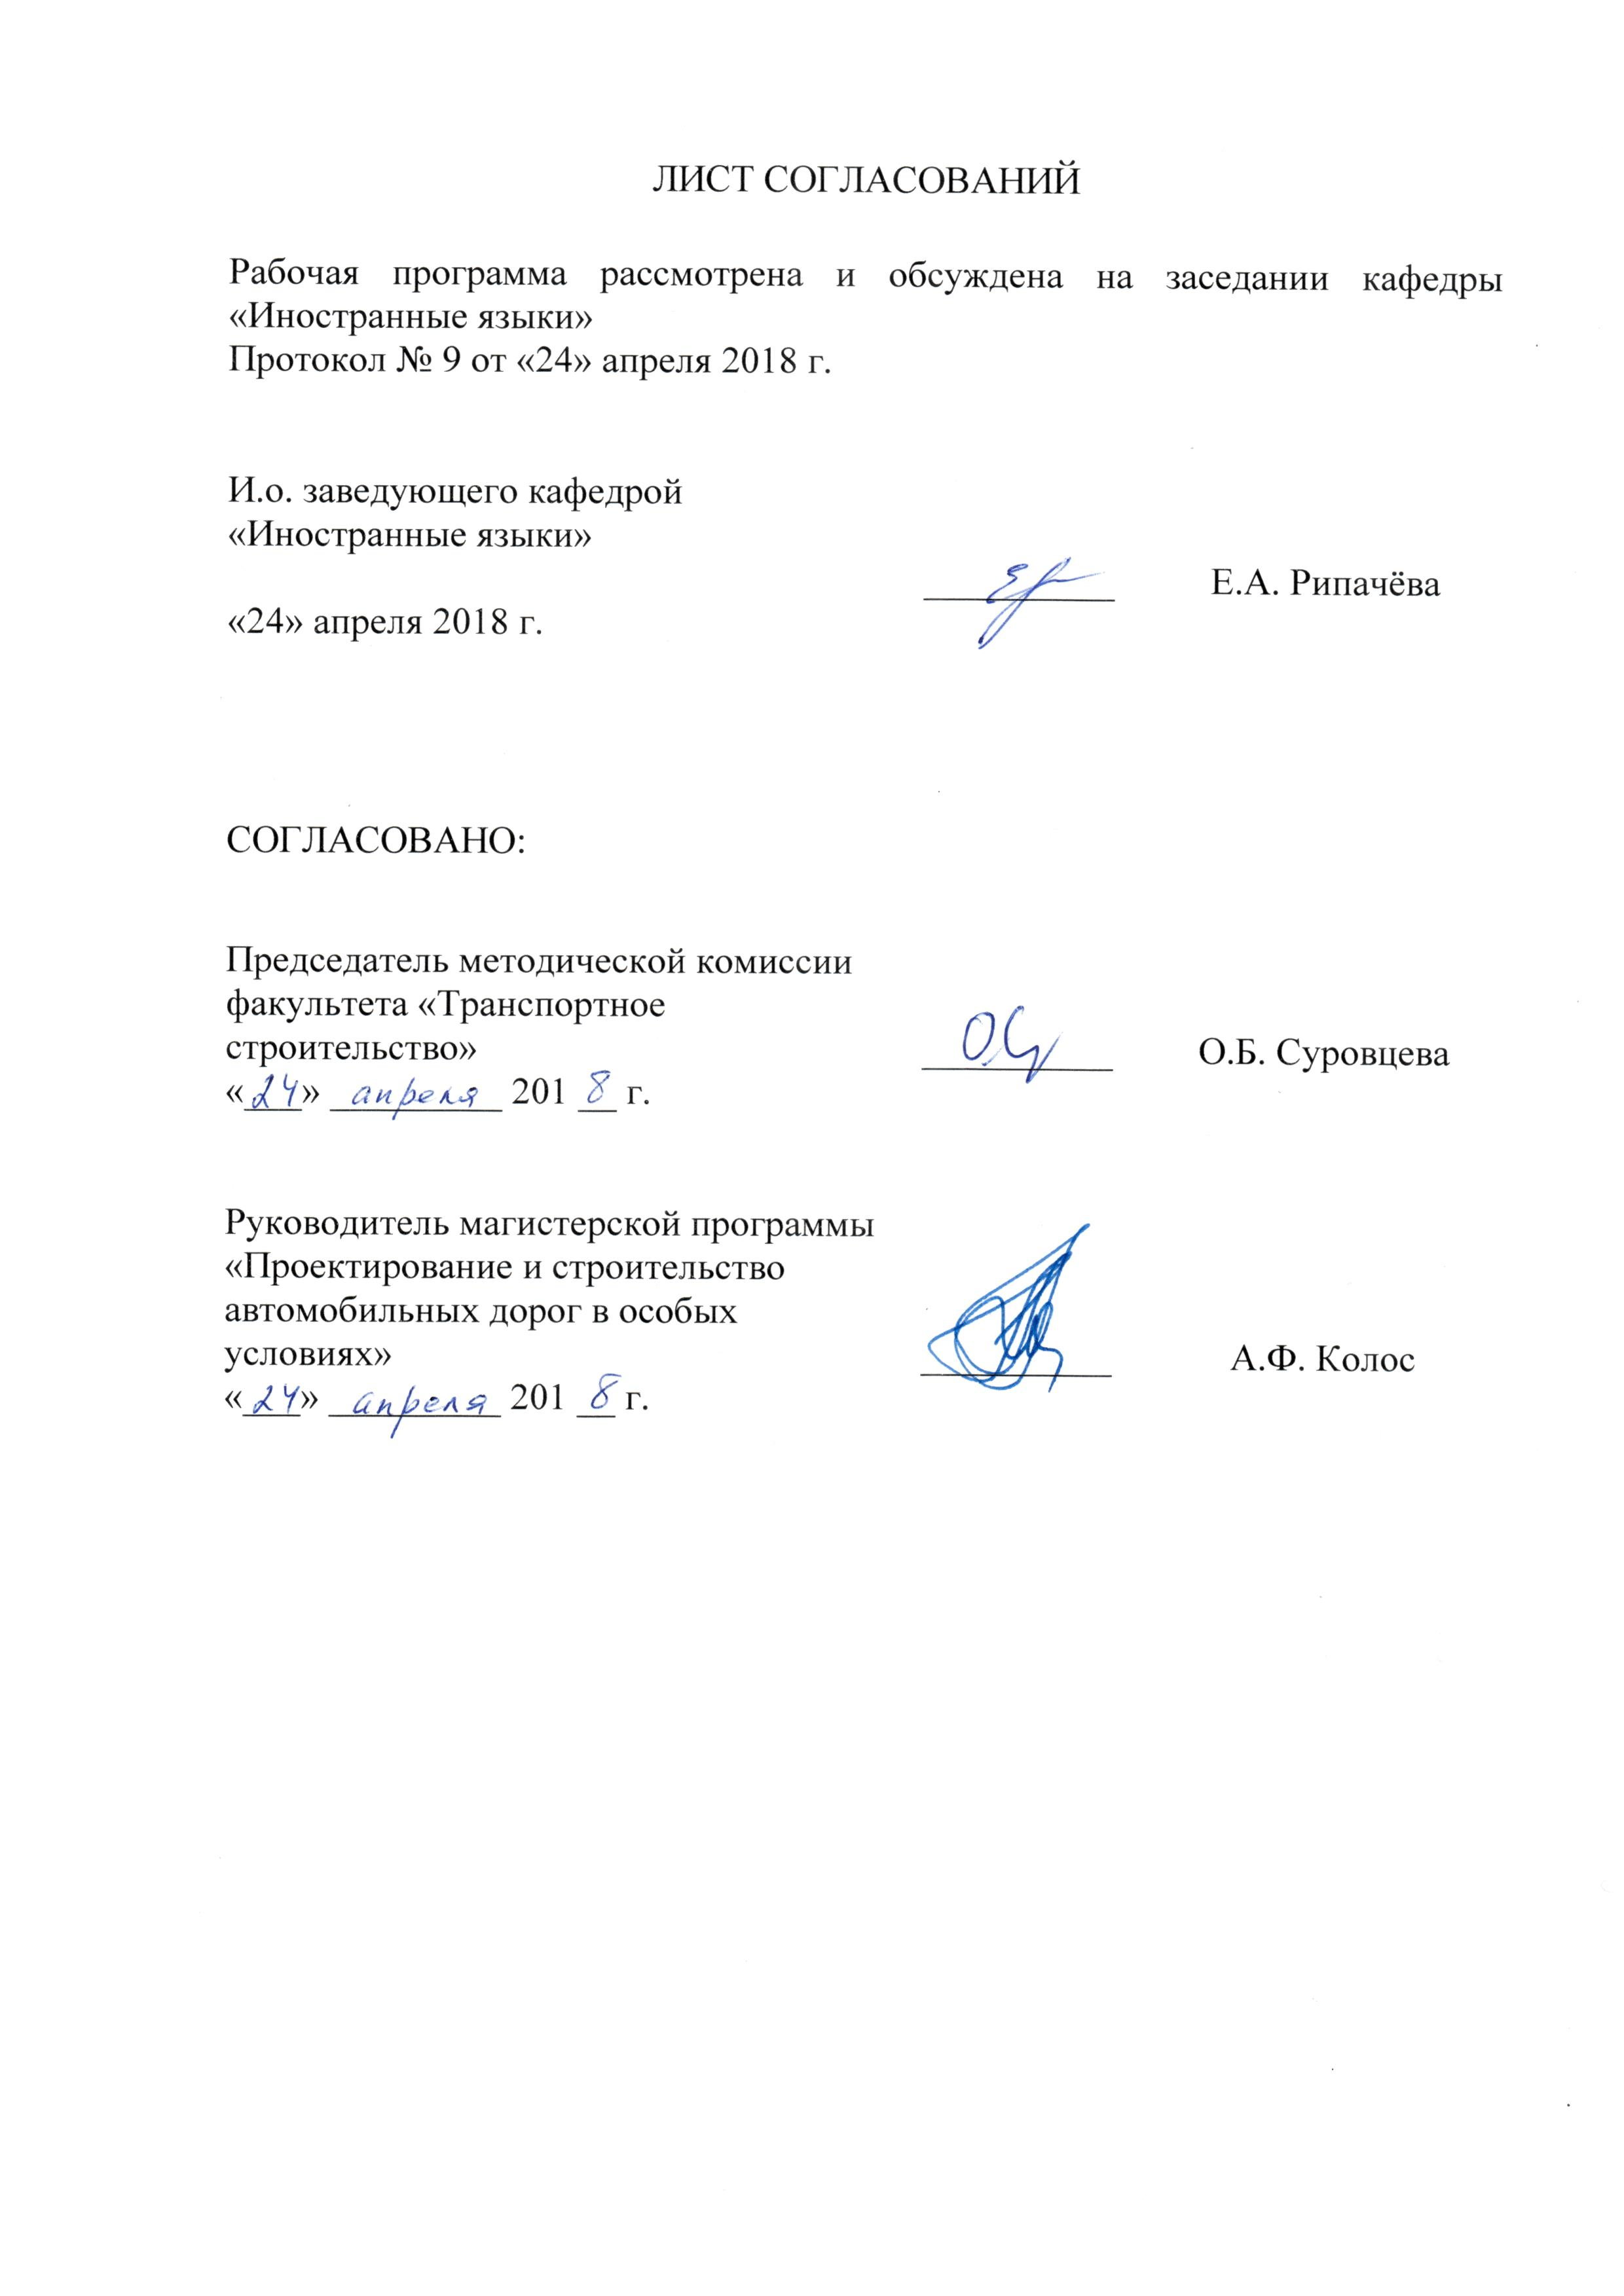 ЛИСТ СОГЛАСОВАНИЙ
Рабочая программа рассмотрена и обсуждена на заседании кафедры
«Иностранные языки»
Протокол № 9 от «24» апреля 2018 г.
И.о. заведующего кафедрой
«Иностранные языки»
Е.А. Рипачёва
«24» апреля 2018 г.
СОГЛАСОВАНО:
Председатель методической комиссии
факультета «Транспортное
строительство»
О.Б. Суровцева
«24» апреля 2018 г.
Руководитель магистерской программы
«Проектирование и строительство
автомобильных дорог в особых
условиях»
А.Ф. Колос
«24» апреля 2018 г.